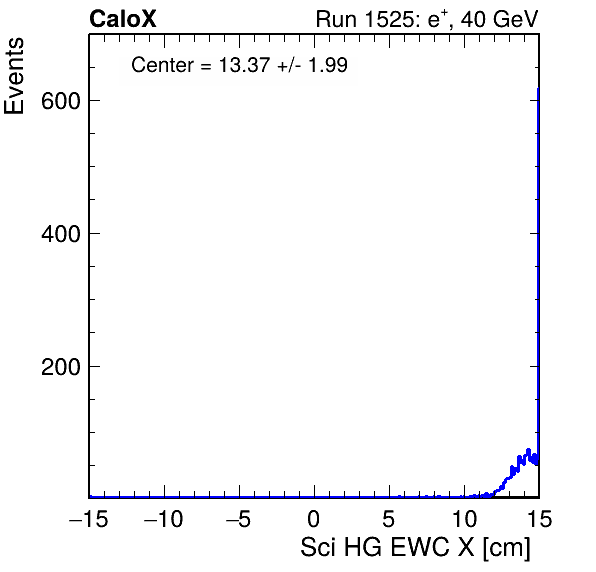 CaloX Run 1525: e⁺, 40 GeV
Center = 13.37 +/- 1.99
Events
600
400
200
−15 −10 −5 0 5 10 15
Sci HG EWC X [cm]